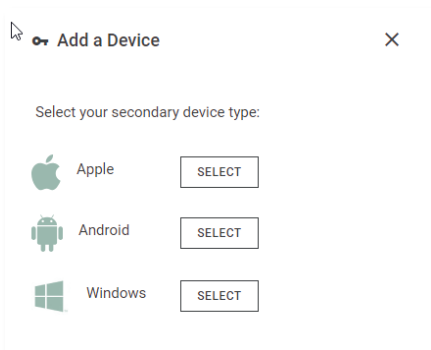 Add a Device
Select your secondary device type:
Apple SELECT
Android SELECT
Windows SELECT